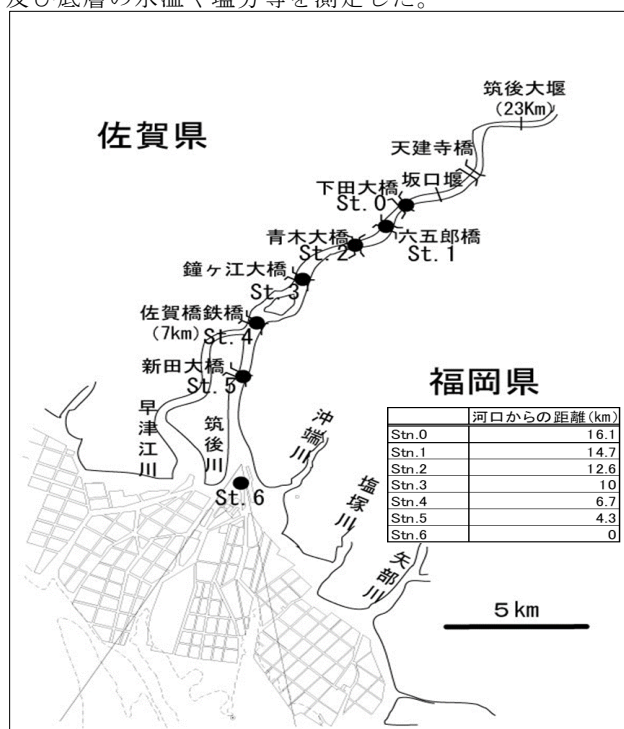 及び底層の水温や塩分等を測定した。
筑後大堰
(23Km)
佐賀県
天建寺橋
下田大橋
坂口堰
St. 0
青木大橋
St. 2
六五郎橋
St. 1
鐘ヶ江大橋
St. 3
佐賀橋鉄橋
(7km)
St. 4
新田大橋
St. 5
福岡県
早津江川
筑後川
沖端川
St. 6
塩塚川
矢部川
河口からの距離(km)
Stn.0 16.1
Stn.1 14.7
Stn.2 12.6
Stn.3 10
Stn.4 6.7
Stn.5 4.3
Stn.6 0
5km